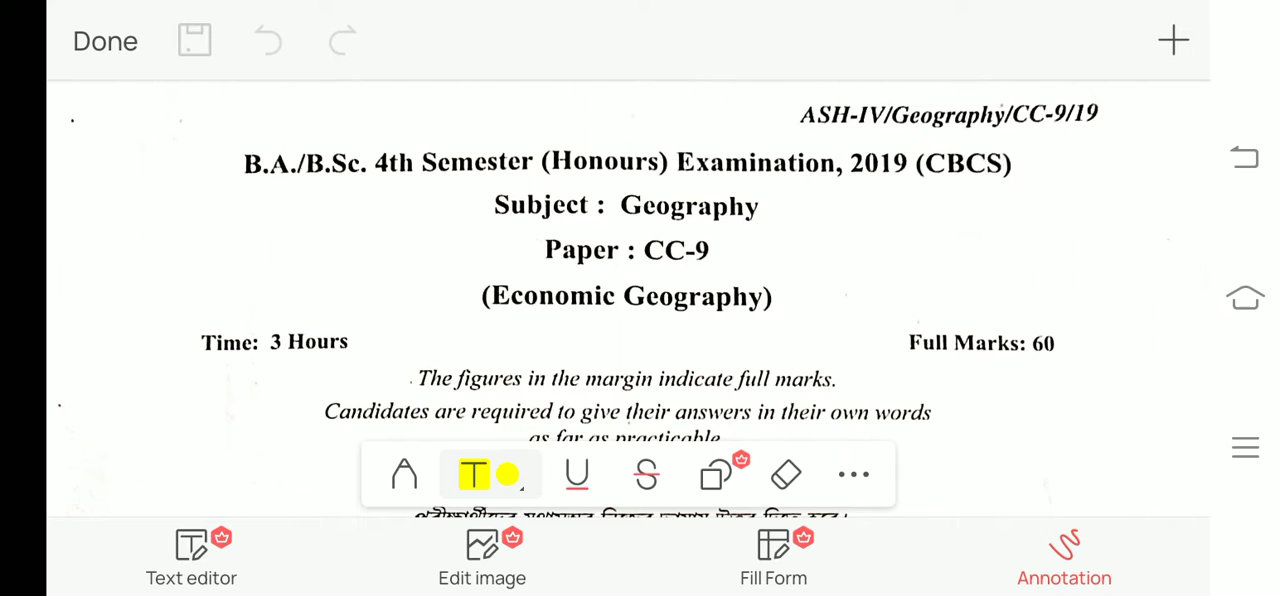 Done
ASH-IV/Geography/CC-9/19
B.A./B.Sc. 4th Semester (Honours) Examination, 2019 (CBCS)
Subject : Geography
Paper : CC-9
(Economic Geography)
Time: 3 Hours
Full Marks: 60
The figures in the margin indicate full marks.
Candidates are required to give their answers in their own words
as far as practicable
T
U
S
Text editor
Edit image
Fill Form
Annotation